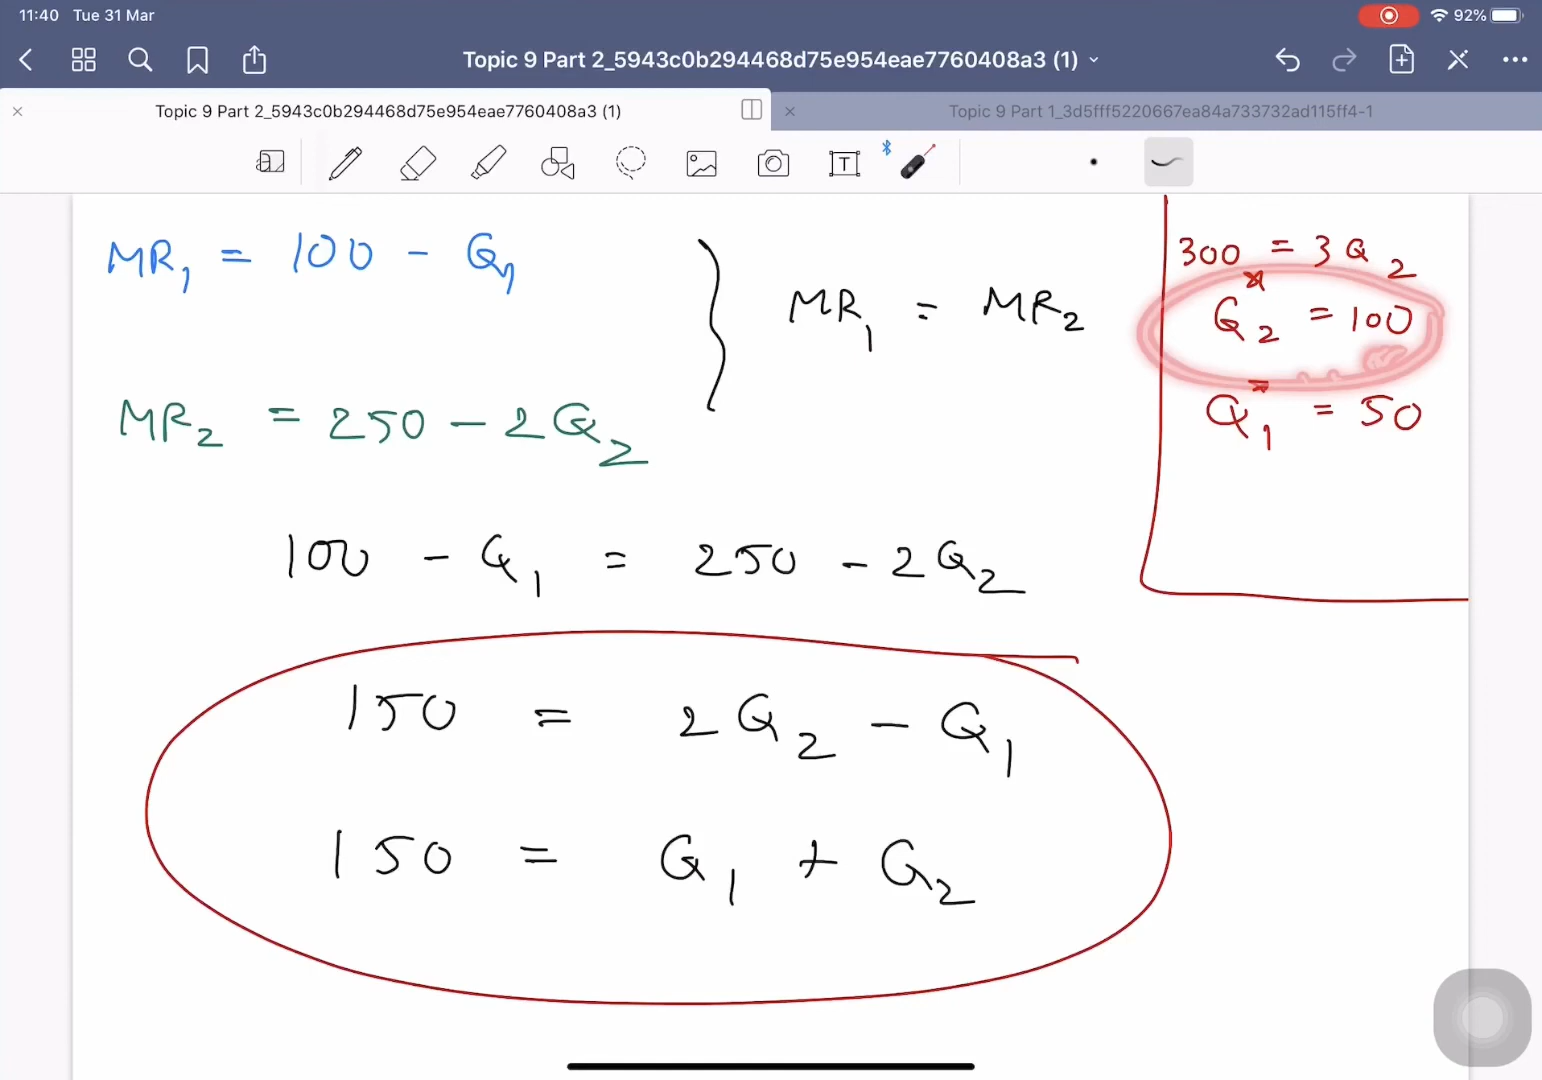 11:40 Tue 31 Mar 92%
Topic 9 Part 2_5943c0b294468d75e954eae7760408a3 (1)
Topic 9 Part 2_5943c0b294468d75e954eae7760408a3 (1)
Topic 9 Part 1_3d5fff5220667ea84a733732ad115ff4-1
T
MR₁ = 100 - Q₁
MR₂ = 250 - 2Q₂
MR₁ = MR₂
300 = 3Q₂
Q₂* = 100
Q₁* = 50
100 - Q₁ = 250 - 2Q₂
150 = 2Q₂ - Q₁
150 = Q₁ + Q₂